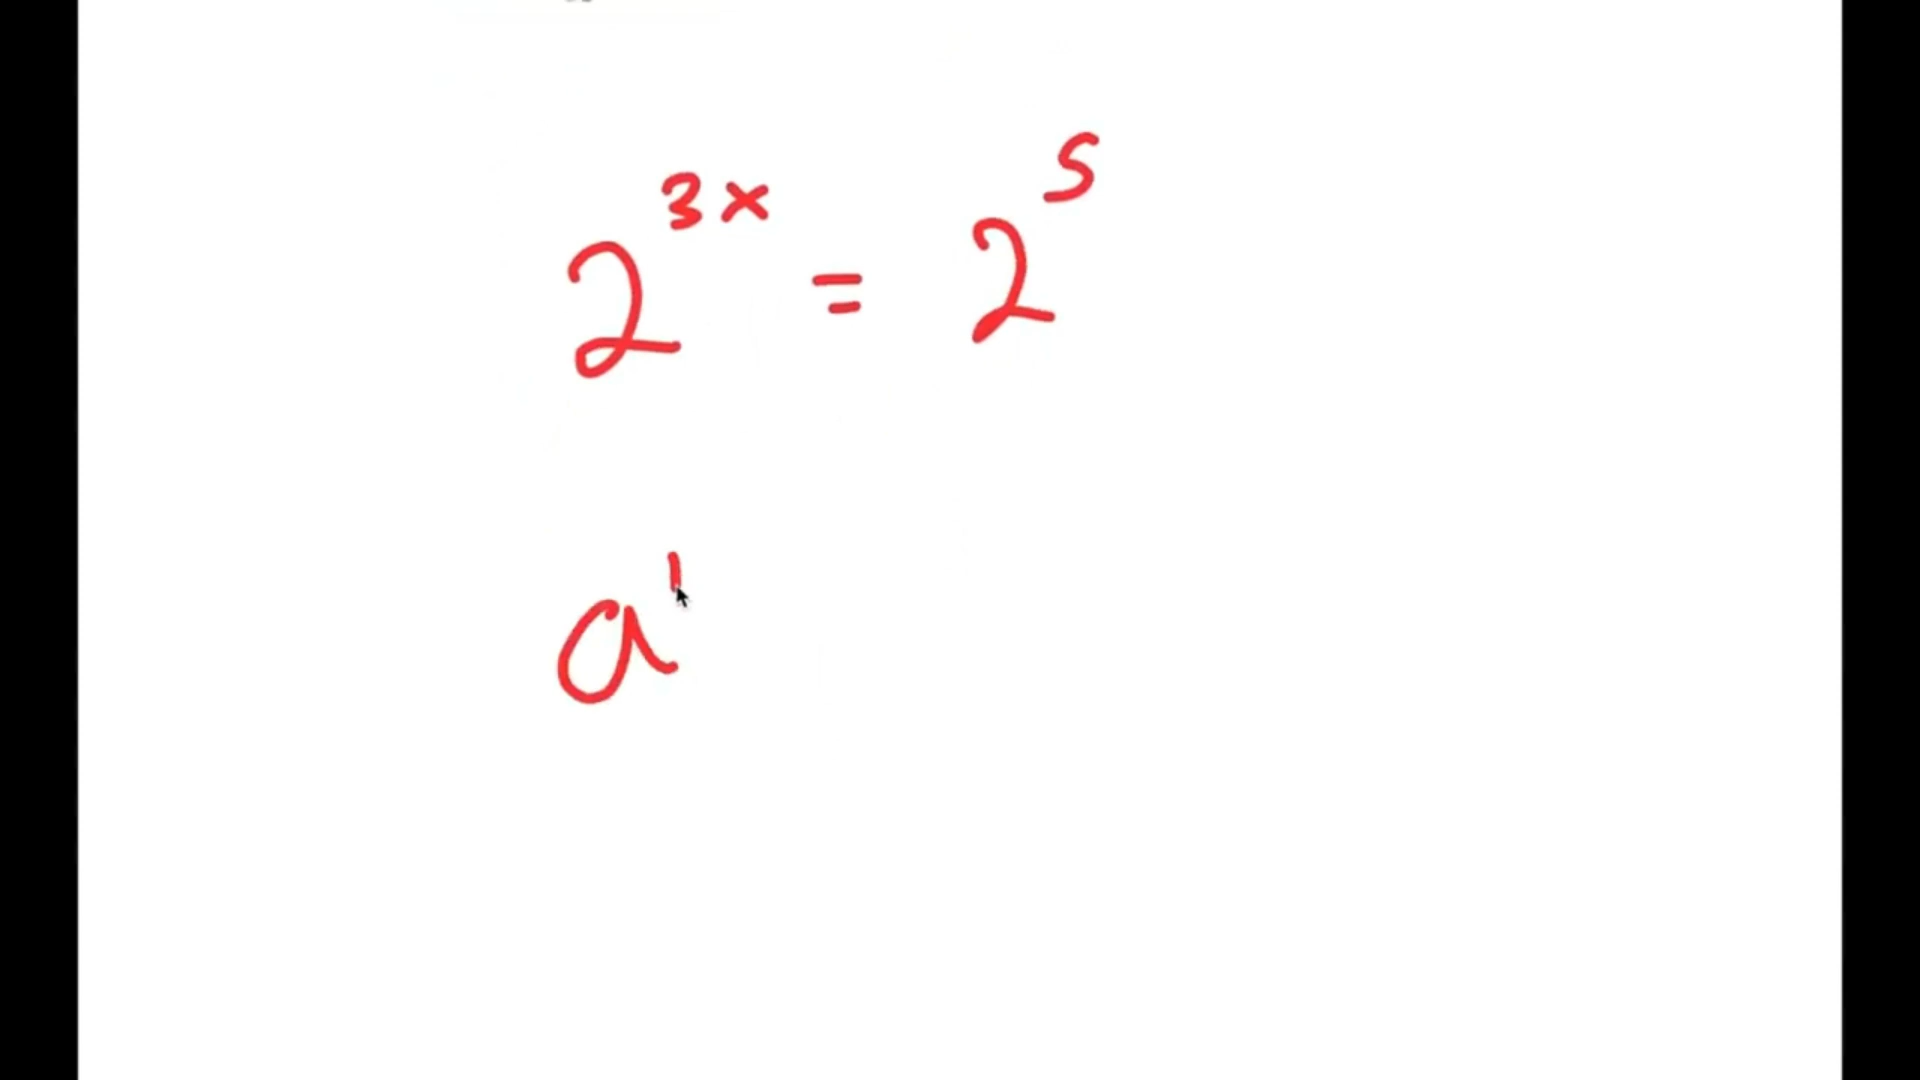 2^{3x} = 2^5
a^1